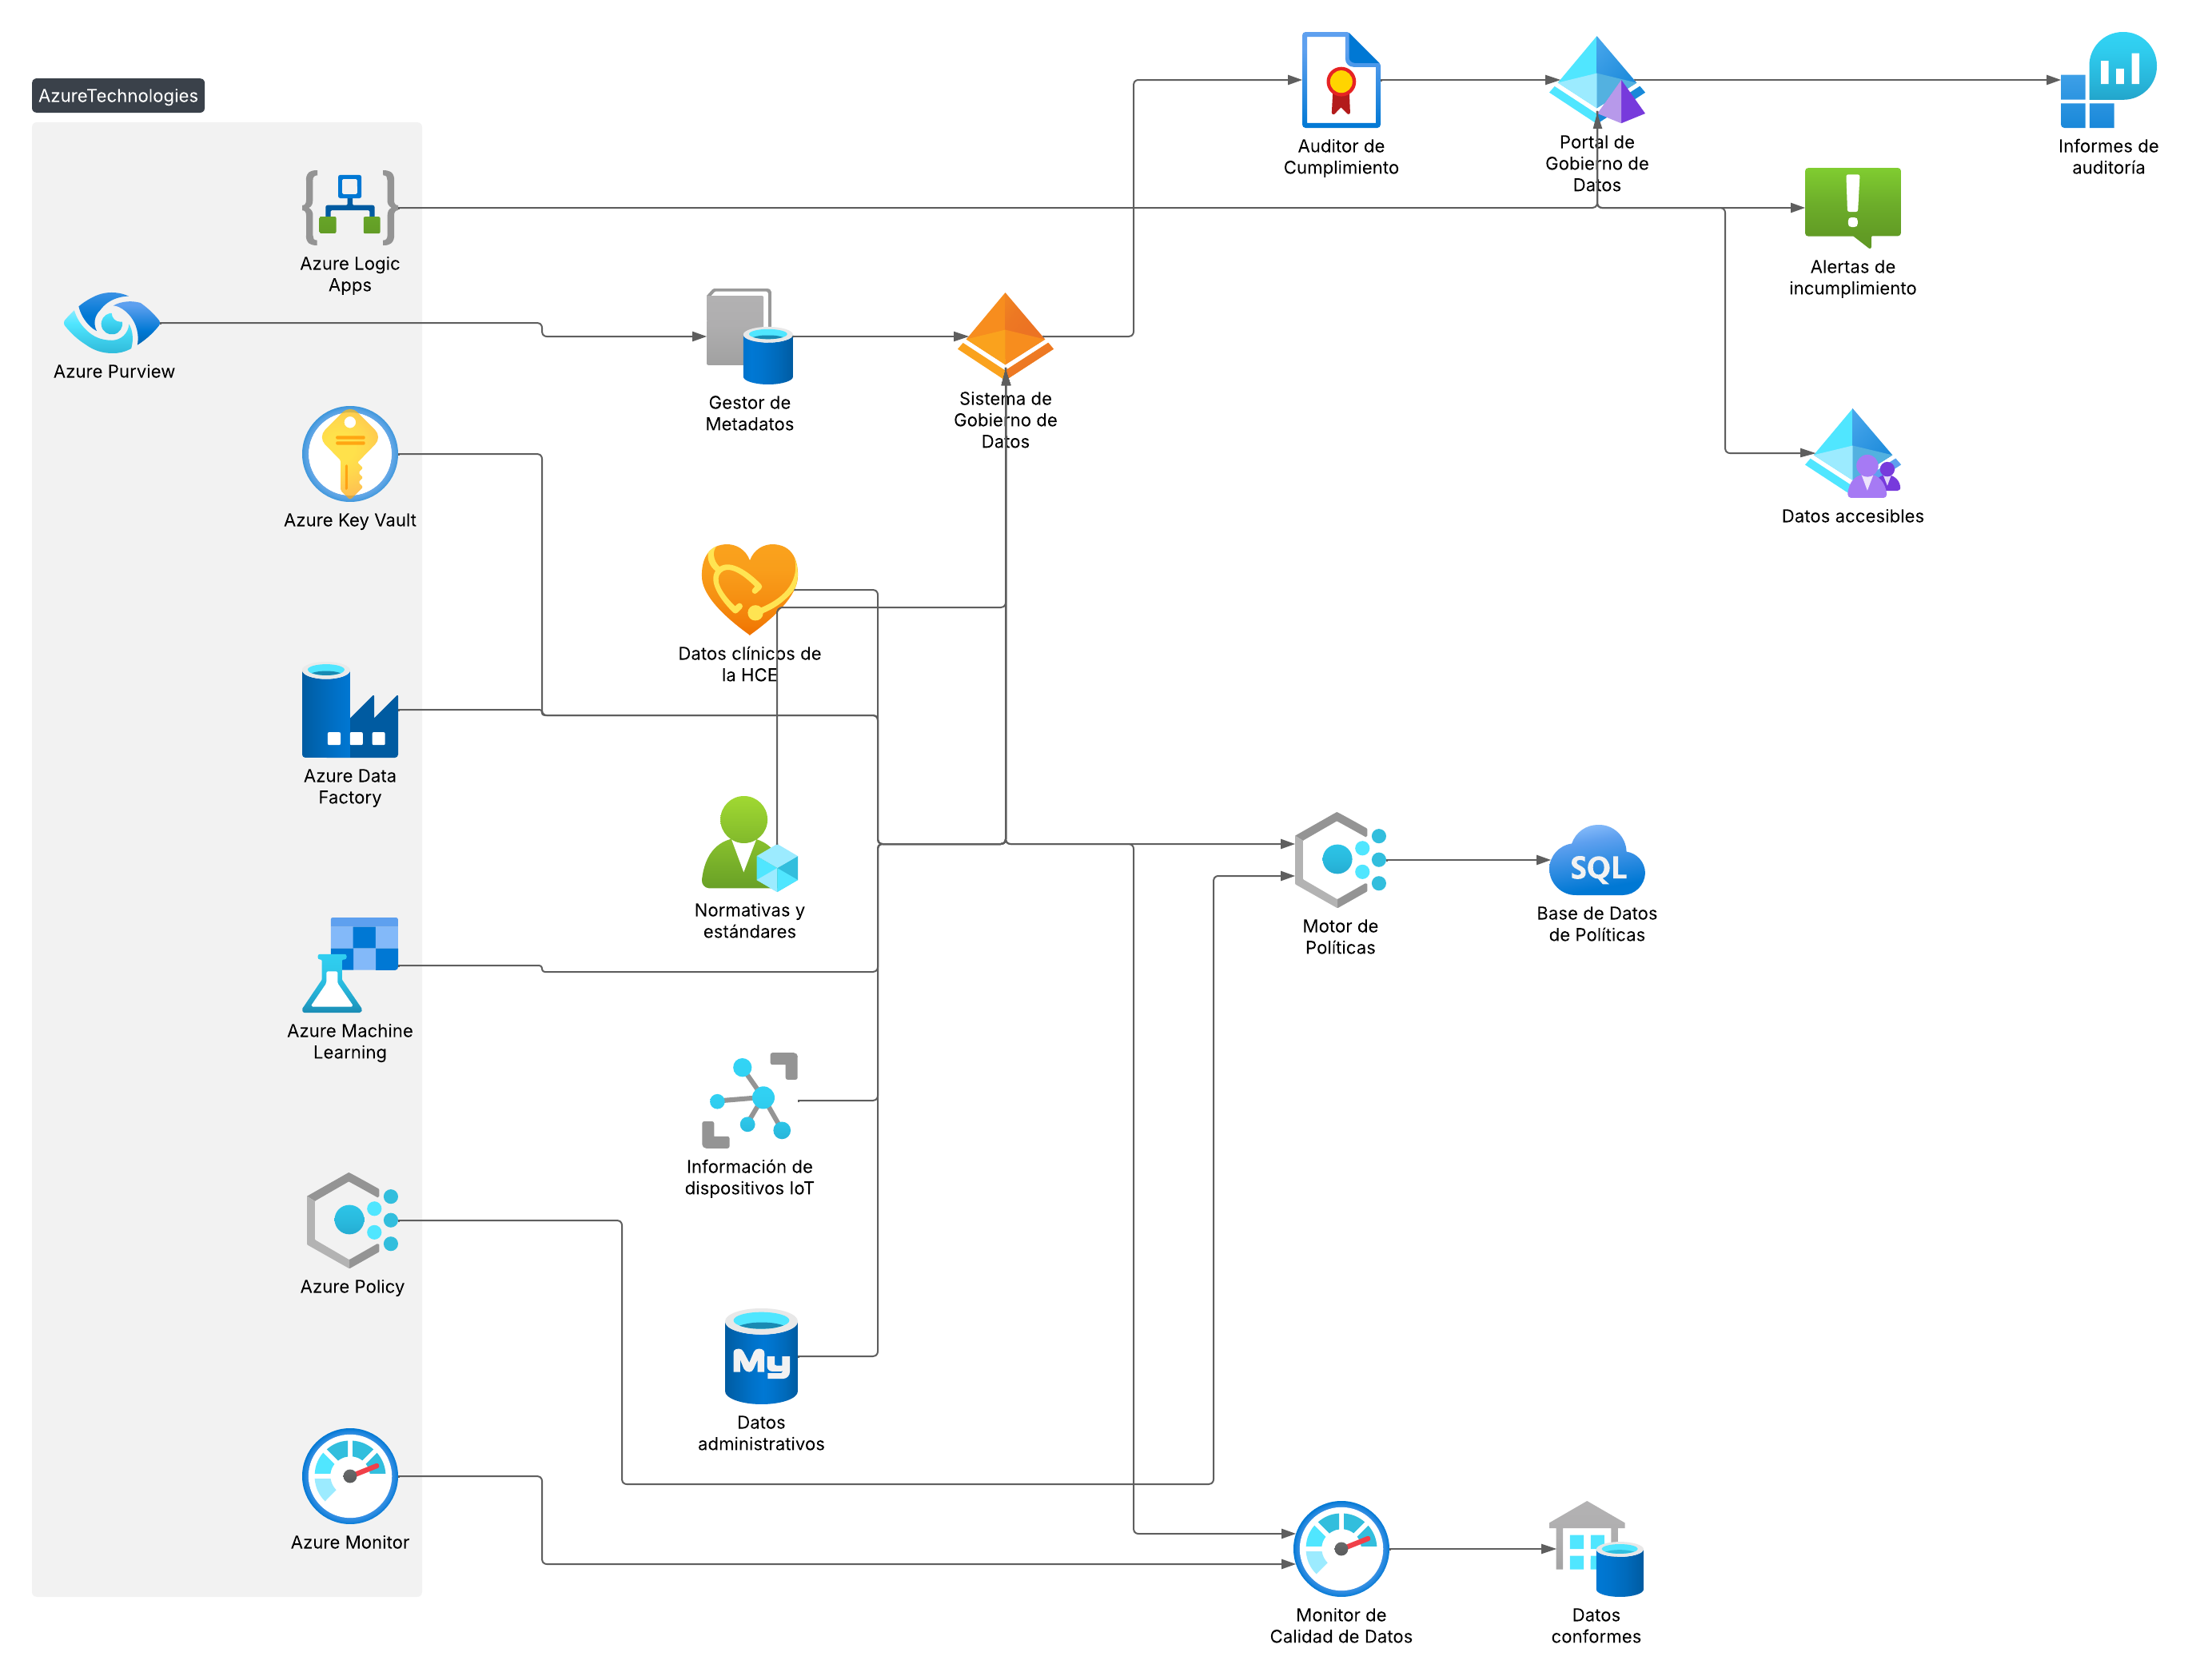 AzureTechnologies
Auditor de
Cumplimiento
Portal de
Gobierno de
Datos
Informes de
auditoría
Azure Logic
Apps
Alertas de
incumplimiento
Azure Purview
Gestor de
Metadatos
Sistema de
Gobierno de
Datos
Azure Key Vault
Datos accesibles
Datos clínicos de
la HCE
Azure Data
Factory
Normativas y
estándares
Motor de
Políticas
SQL
Base de Datos
de Políticas
Azure Machine
Learning
Información de
dispositivos IoT
Azure Policy
My
Datos
administrativos
Azure Monitor
Monitor de
Calidad de Datos
Datos
conformes